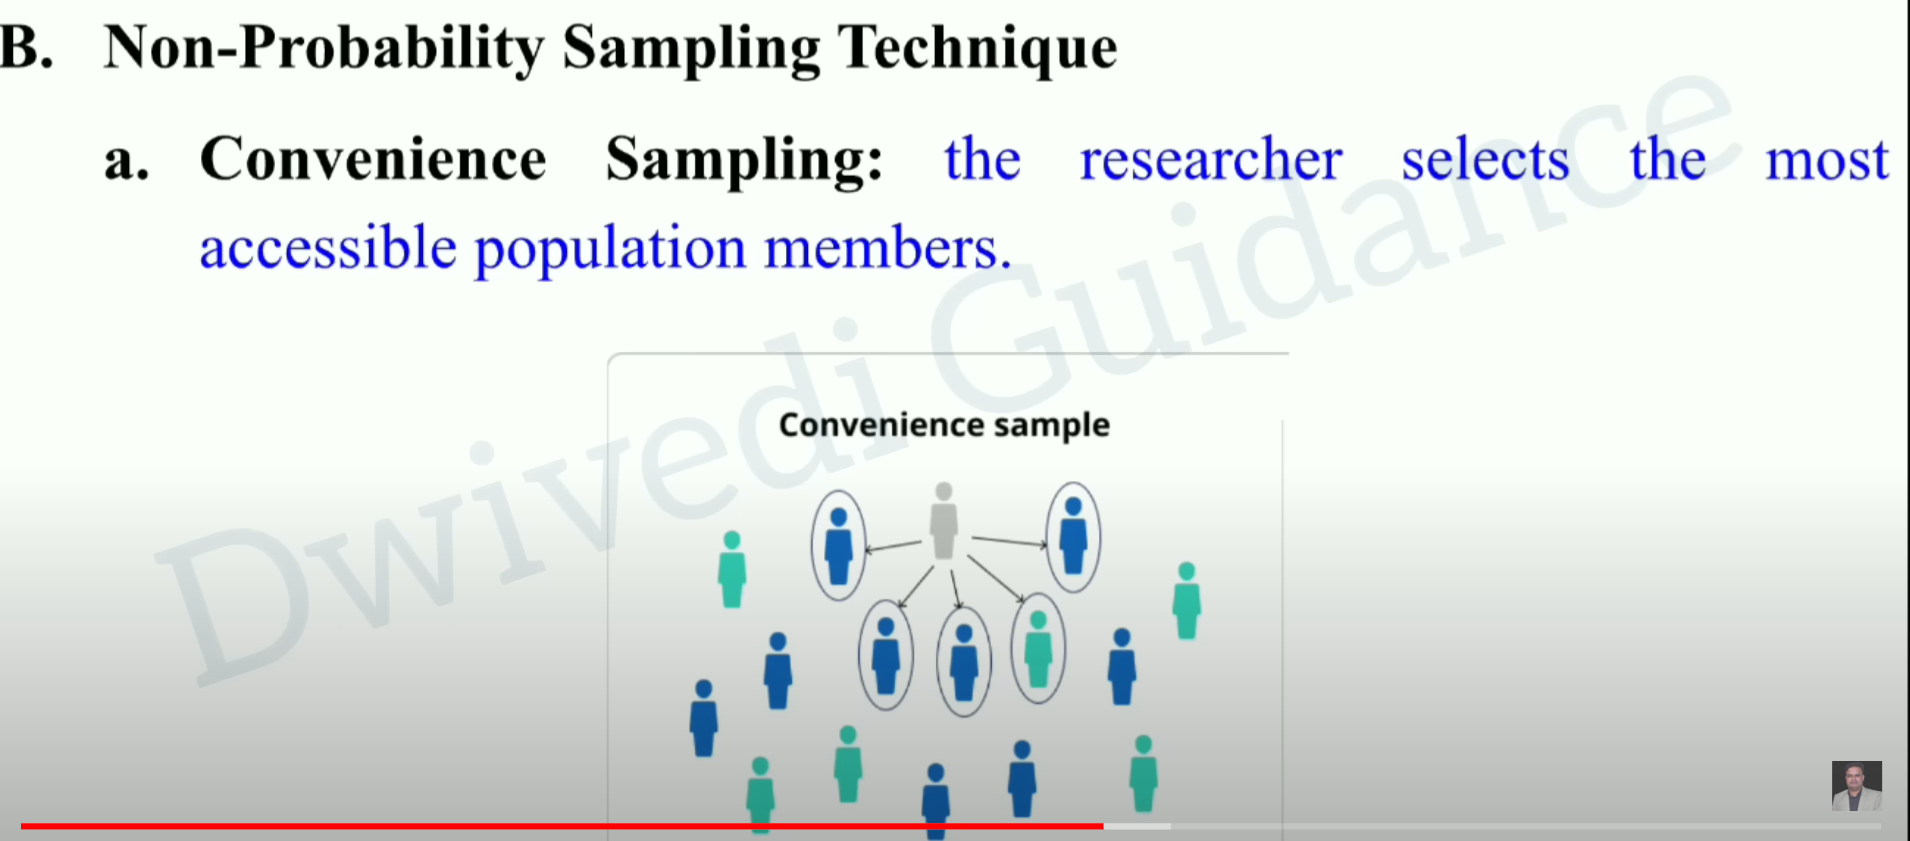 B. Non-Probability Sampling Technique
a. Convenience Sampling: the researcher selects the most
accessible population members.
Dwivedi Guidance
Convenience sample